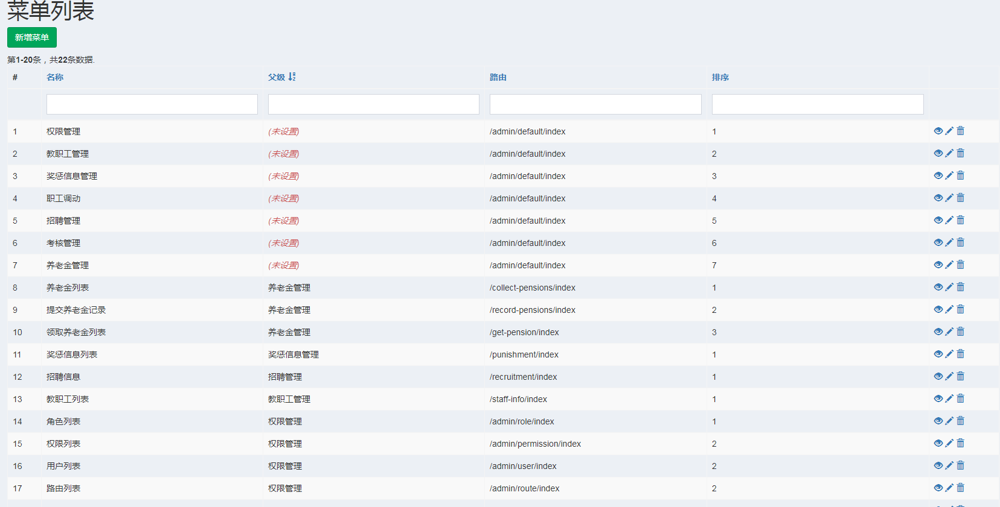 菜单列表
新增菜单
第1-20条，共22条数据.
# 名称 父级 路由 排序
1 权限管理 (未设置) /admin/default/index 1
2 教职工管理 (未设置) /admin/default/index 2
3 奖惩信息管理 (未设置) /admin/default/index 3
4 职工调动 (未设置) /admin/default/index 4
5 招聘管理 (未设置) /admin/default/index 5
6 考核管理 (未设置) /admin/default/index 6
7 养老金管理 (未设置) /admin/default/index 7
8 养老金列表 养老金管理 /collect-pensions/index 1
9 提交养老金记录 养老金管理 /record-pensions/index 2
10 领取养老金列表 养老金管理 /get-pension/index 3
11 奖惩信息列表 奖惩信息管理 /punishment/index 1
12 招聘信息 招聘管理 /recruitment/index 1
13 教职工列表 教职工管理 /staff-info/index 1
14 角色列表 权限管理 /admin/role/index 1
15 权限列表 权限管理 /admin/permission/index 2
16 用户列表 权限管理 /admin/user/index 2
17 路由列表 权限管理 /admin/route/index 2